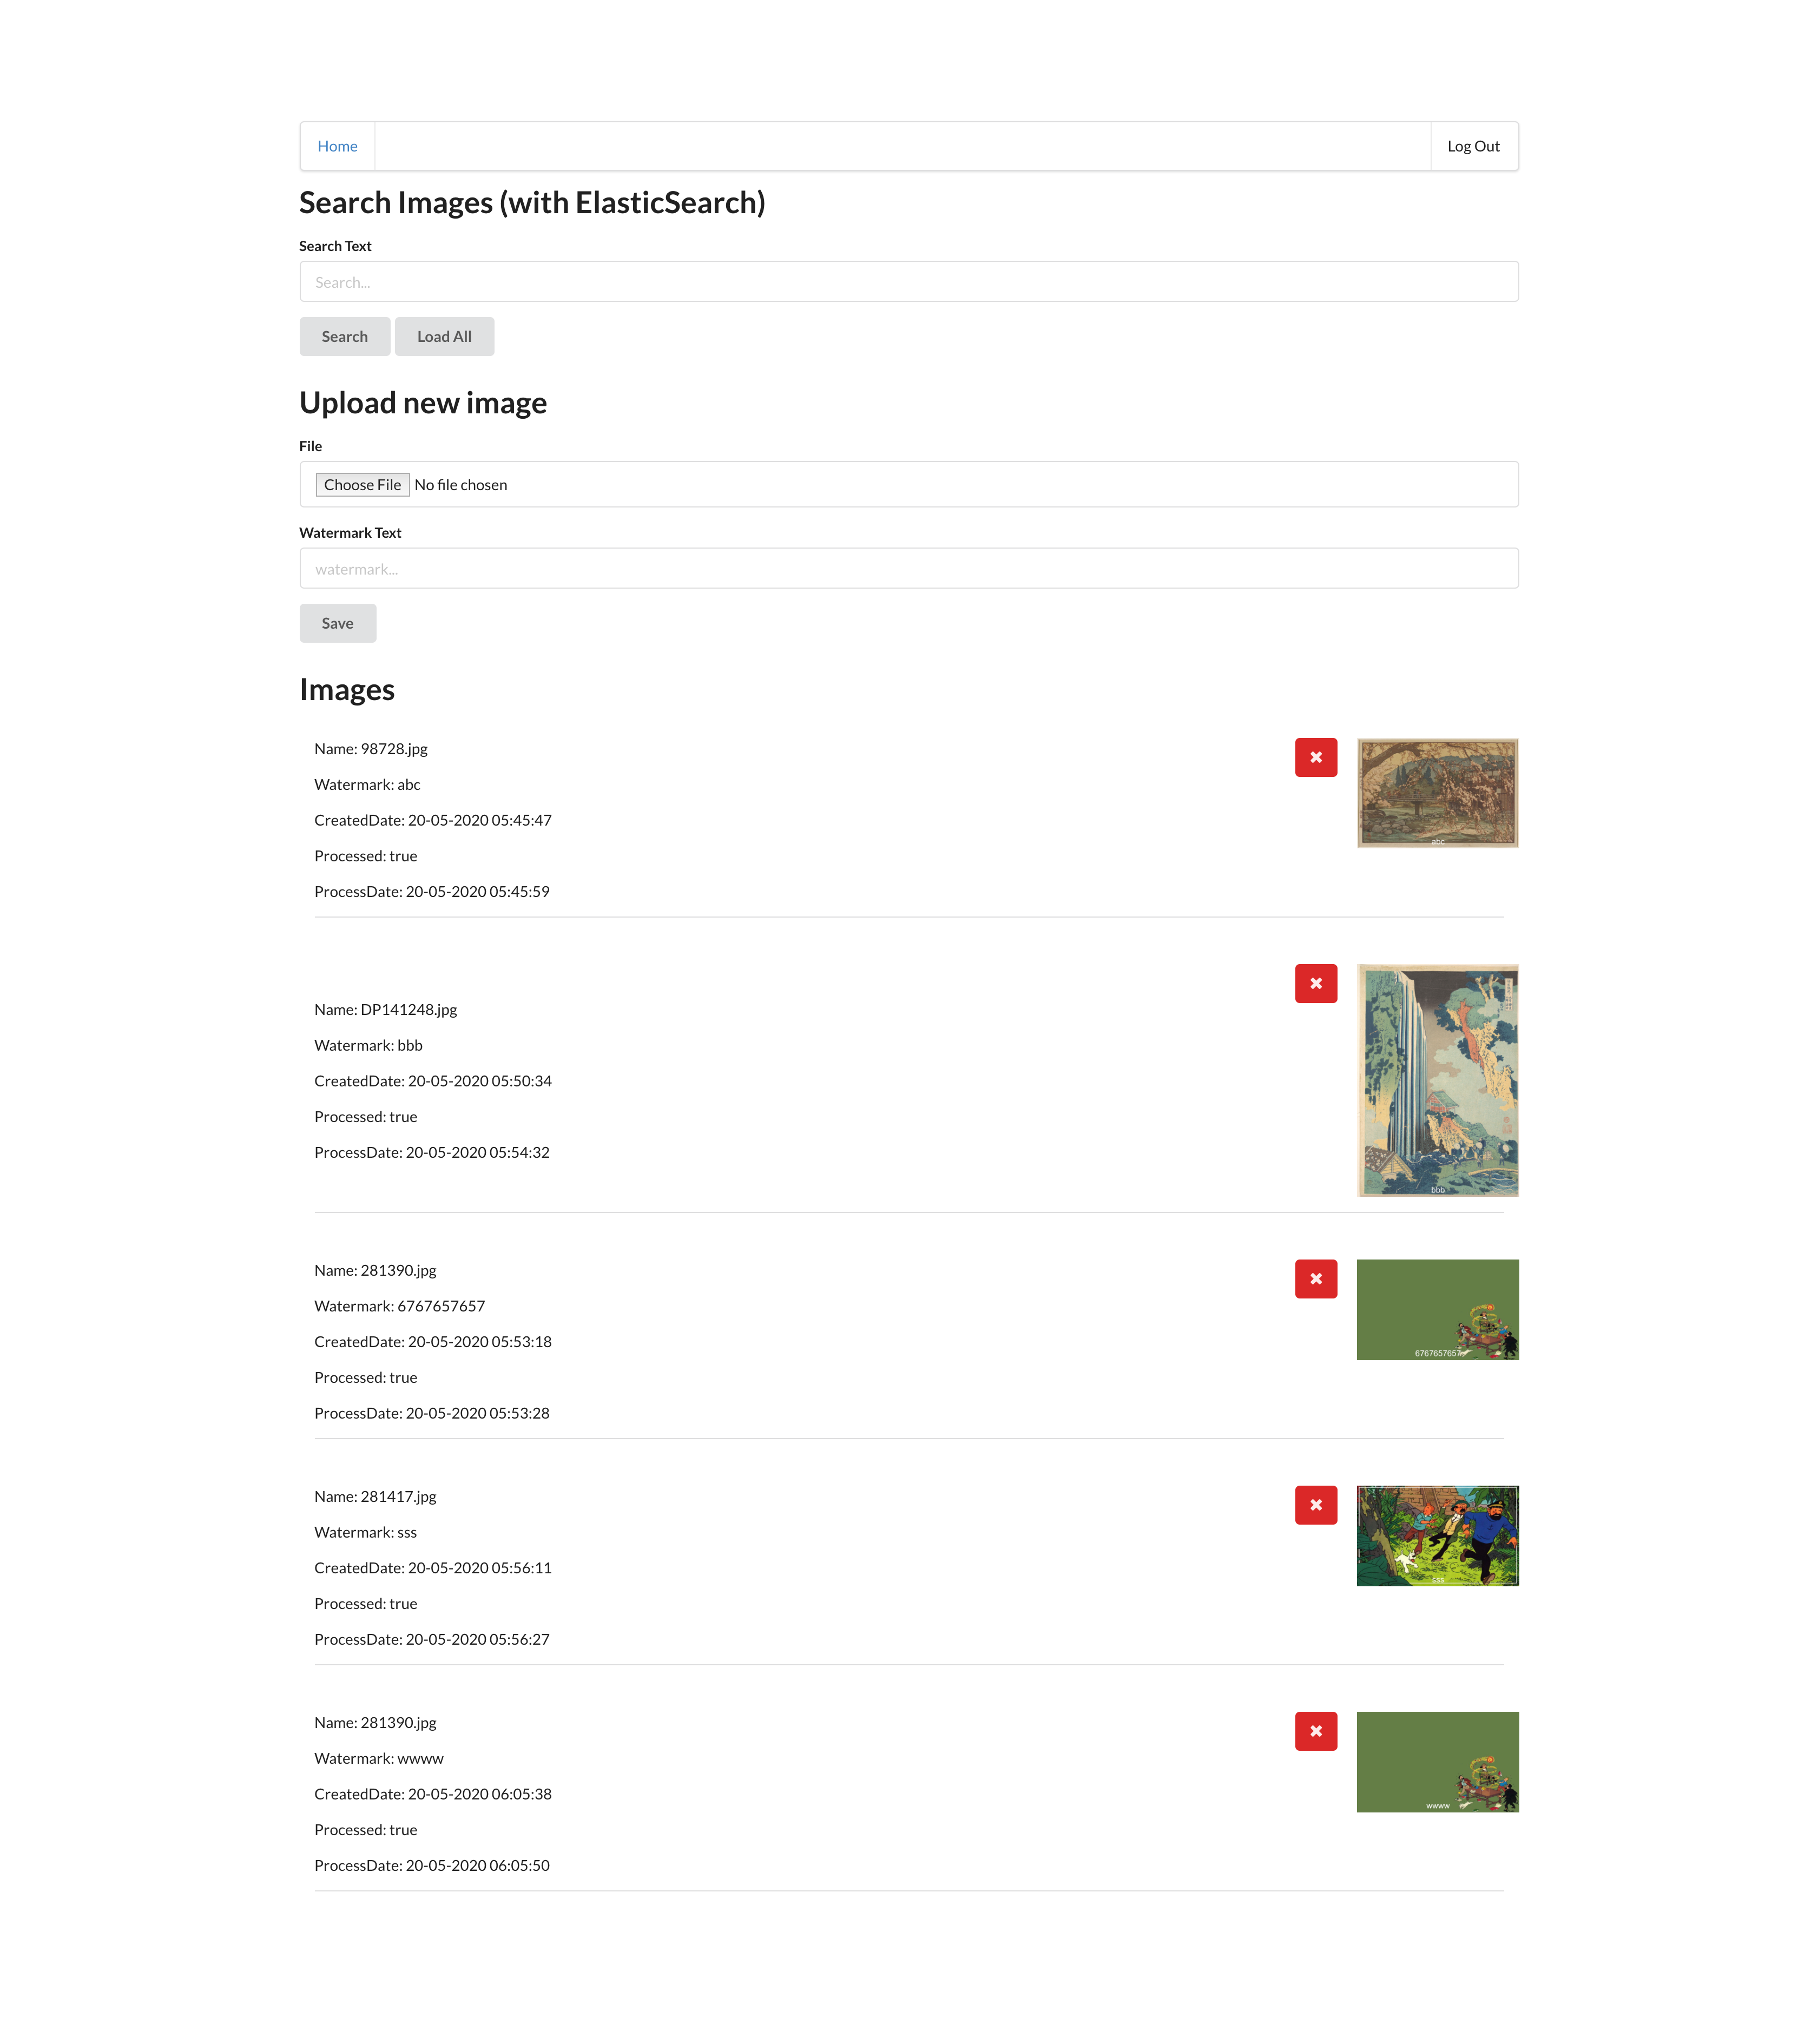 Home
Log Out
Search Images (with ElasticSearch)
Search Text
Search...
Search
Load All
Upload new image
File
Choose File No file chosen
Watermark Text
watermark...
Save
Images
Name: 98728.jpg
Watermark: abc
CreatedDate: 20-05-2020 05:45:47
Processed: true
ProcessDate: 20-05-2020 05:45:59
abc
Name: DP141248.jpg
Watermark: bbb
CreatedDate: 20-05-2020 05:50:34
Processed: true
ProcessDate: 20-05-2020 05:54:32
bbb
Name: 281390.jpg
Watermark: 6767657657
CreatedDate: 20-05-2020 05:53:18
Processed: true
ProcessDate: 20-05-2020 05:53:28
6767657657
Name: 281417.jpg
Watermark: sss
CreatedDate: 20-05-2020 05:56:11
Processed: true
ProcessDate: 20-05-2020 05:56:27
sss
Name: 281390.jpg
Watermark: wwww
CreatedDate: 20-05-2020 06:05:38
Processed: true
ProcessDate: 20-05-2020 06:05:50
wwww